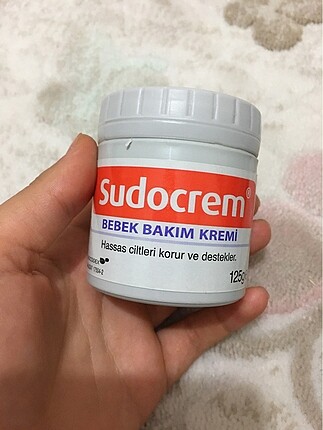 Sudocrem®
BEBEK BAKIM KREMİ
Hassas ciltleri korur ve destekler.
125g